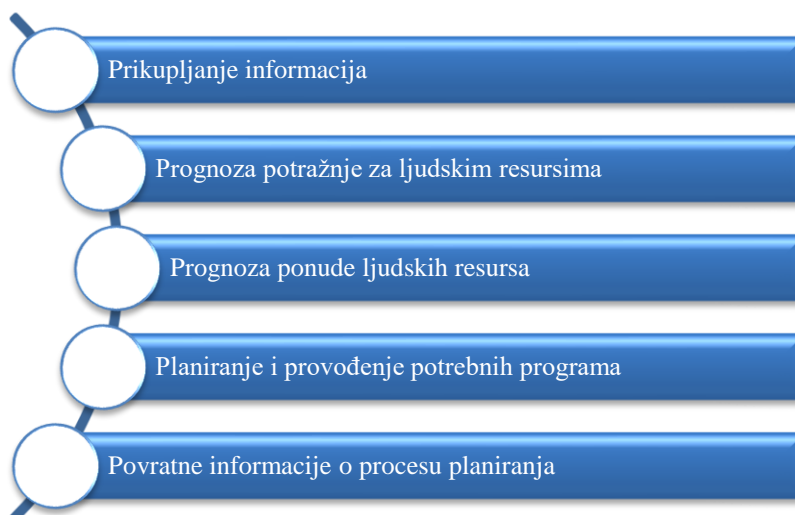 Prikupljanje informacija
Prognoza potražnje za ljudskim resursima
Prognoza ponude ljudskih resursa
Planiranje i provođenje potrebnih programa
Povratne informacije o procesu planiranja